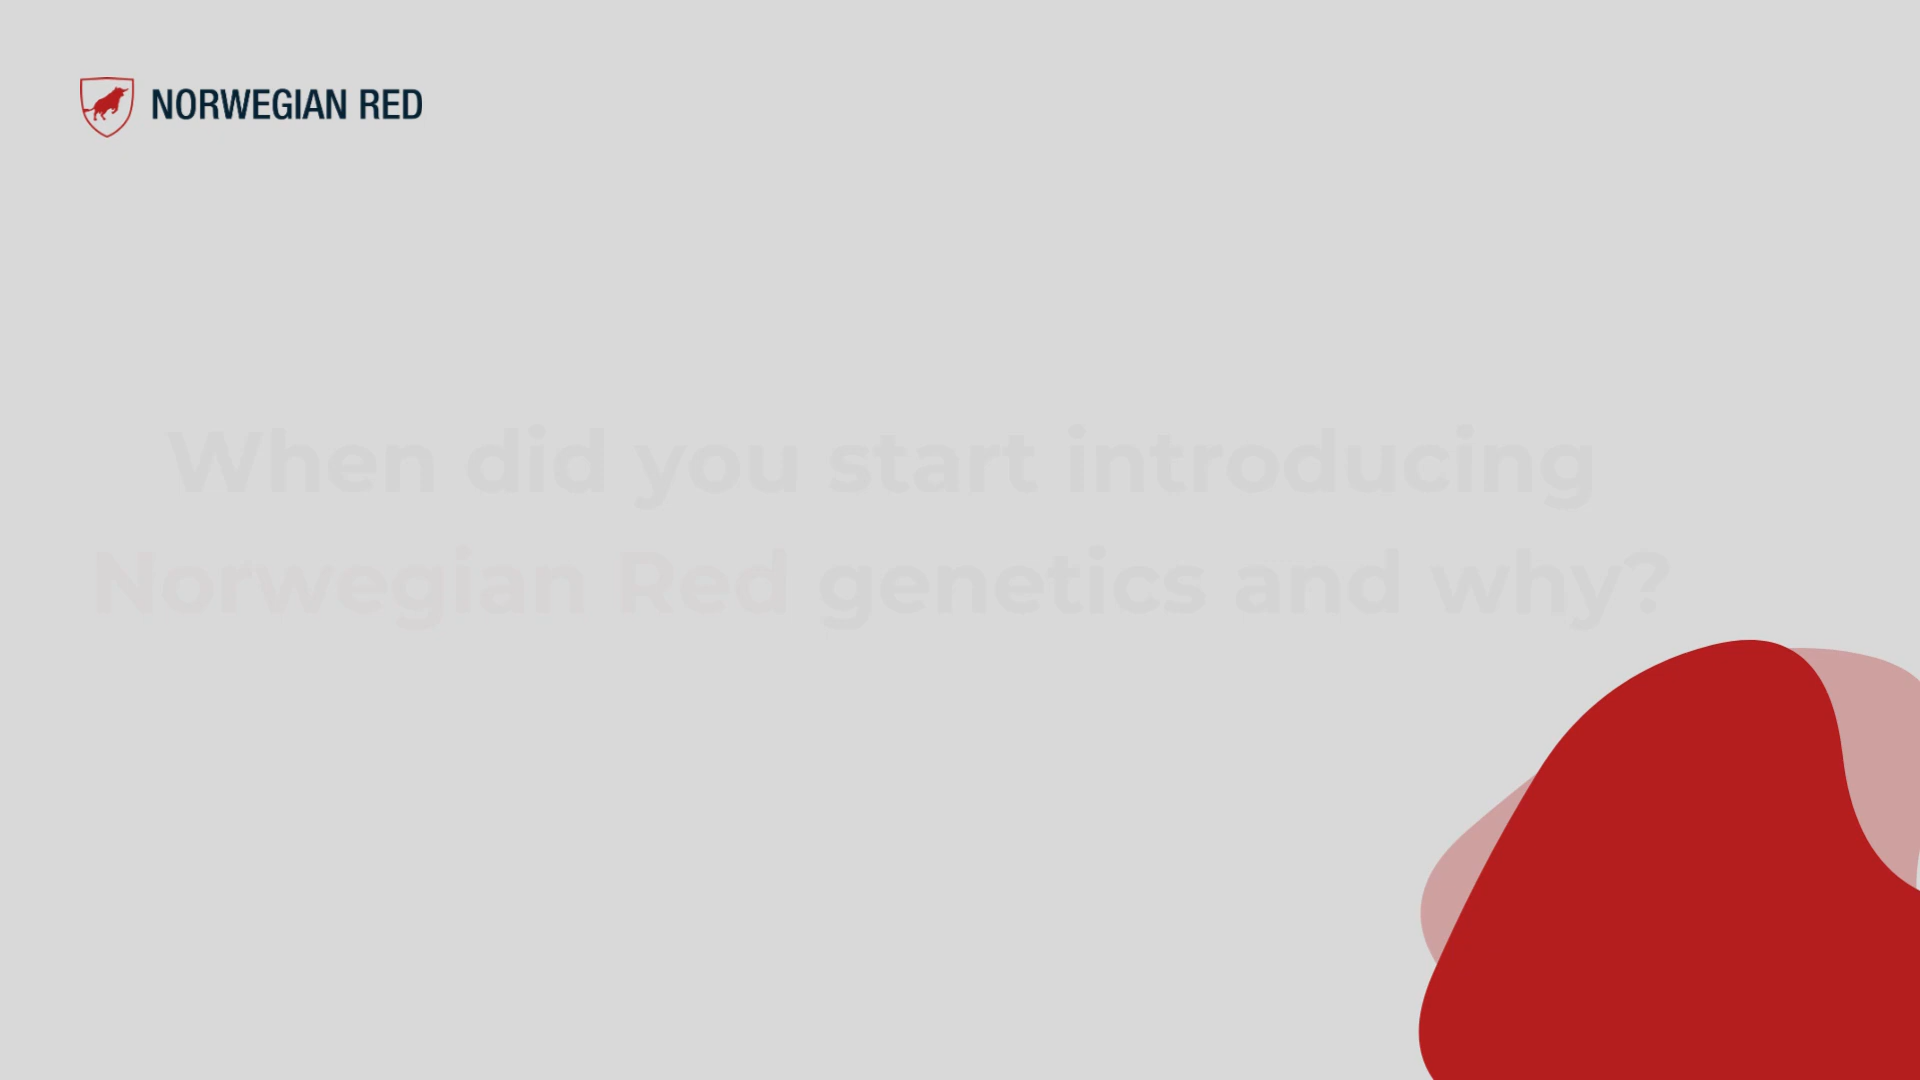 NORWEGIAN RED
When did you start introducing
Norwegian Red genetics and why?